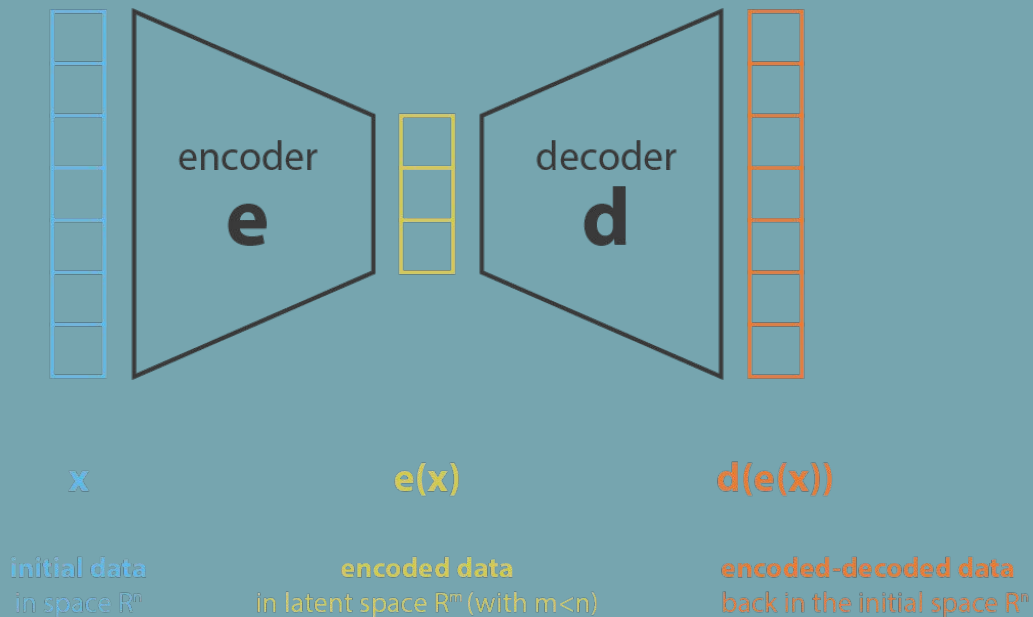 encoder
e
decoder
d
x
e(x)
d(e(x))
initial data
in space Rⁿ
encoded data
in latent space Rᵐ (with m<n)
encoded-decoded data
back in the initial space Rⁿ